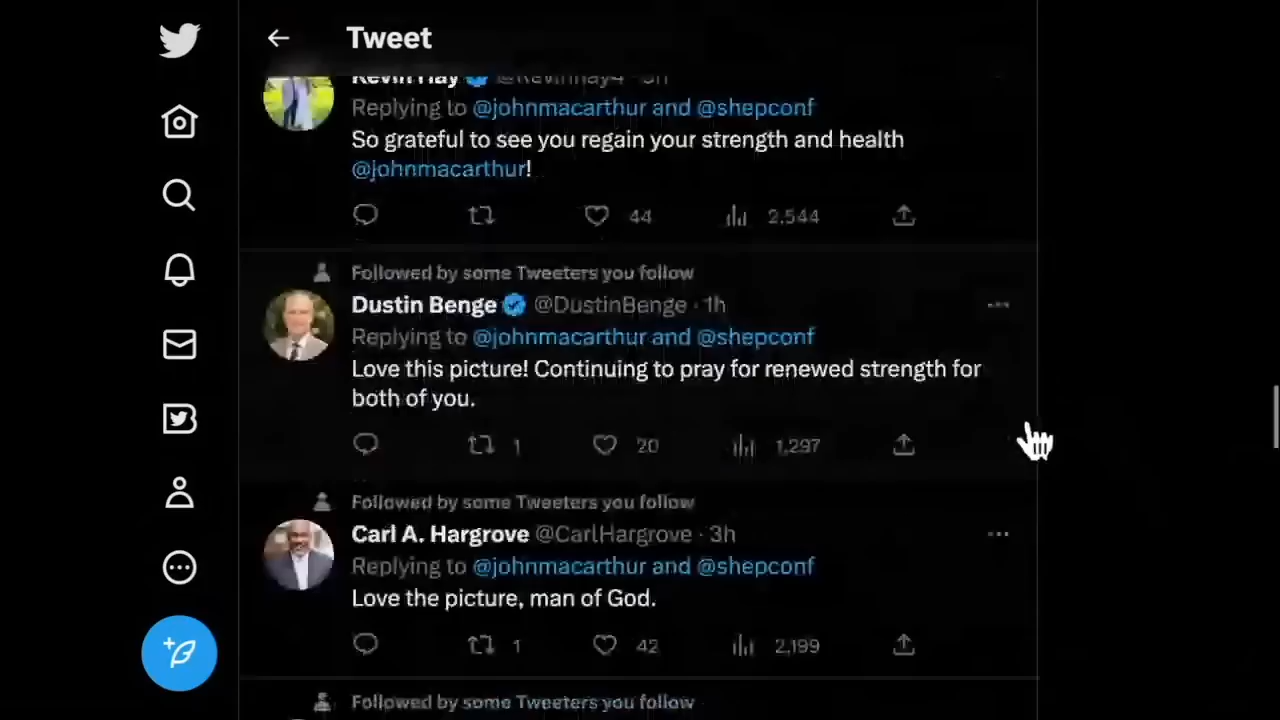 Tweet
Kevin Hay @kevinhay4 · 3h
Replying to @johnmacarthur and @shepconf
So grateful to see you regain your strength and health
@johnmacarthur!
44 2,544
Followed by some Tweeters you follow
Dustin Benge @DustinBenge · 1h
Replying to @johnmacarthur and @shepconf
Love this picture! Continuing to pray for renewed strength for
both of you.
1 20 1,297
Followed by some Tweeters you follow
Carl A. Hargrove @CarlHargrove · 3h
Replying to @johnmacarthur and @shepconf
Love the picture, man of God.
1 42 2,199
Followed by some Tweeters you follow